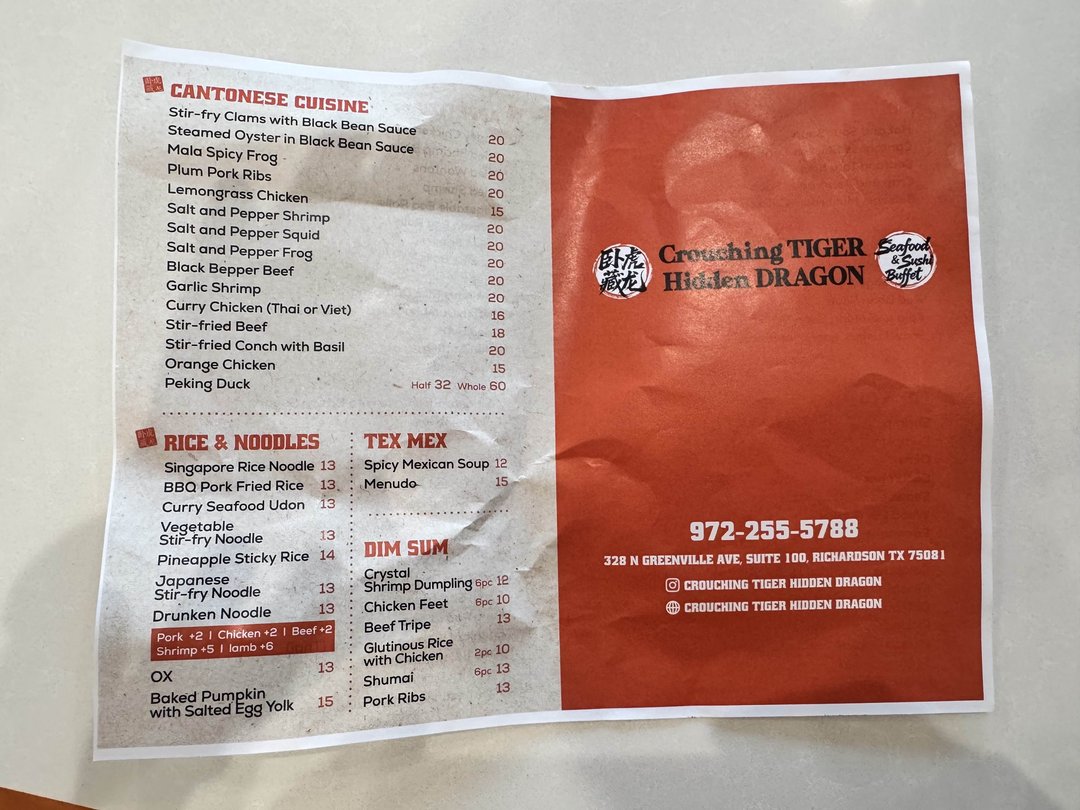 CANTONESE CUISINE
Stir-fry Clams with Black Bean Sauce 20
Steamed Oyster in Black Bean Sauce 20
Mala Spicy Frog 20
Plum Pork Ribs 20
Lemongrass Chicken 15
Salt and Pepper Shrimp 20
Salt and Pepper Squid 20
Salt and Pepper Frog 20
Black Bepper Beef 20
Garlic Shrimp 20
Curry Chicken (Thai or Viet) 16
Stir-fried Beef 18
Stir-fried Conch with Basil 20
Orange Chicken 15
Peking Duck Half 32 Whole 60
RICE & NOODLES
Singapore Rice Noodle 13
BBQ Pork Fried Rice 13
Curry Seafood Udon 13
Vegetable
Stir-fry Noodle 13
Pineapple Sticky Rice 14
Japanese
Stir-fry Noodle 13
Drunken Noodle 13
Pork +2 I Chicken +2 I Beef +2
Shrimp +5 I lamb +6
OX 13
Baked Pumpkin
with Salted Egg Yolk 15
TEX MEX
Spicy Mexican Soup 12
Menudo 15
DIM SUM
Crystal
Shrimp Dumpling 6pc 12
Chicken Feet 6pc 10
Beef Tripe 13
Glutinous Rice
with Chicken 2pc 10
Shumai 6pc 13
Pork Ribs 13
卧虎
藏龙
Crouching TIGER
Hidden DRAGON
Seafood
& Sushi
Buffet
972-255-5788
328 N GREENVILLE AVE, SUITE 100, RICHARDSON TX 75081
CROUCHING TIGER HIDDEN DRAGON
CROUCHING TIGER HIDDEN DRAGON